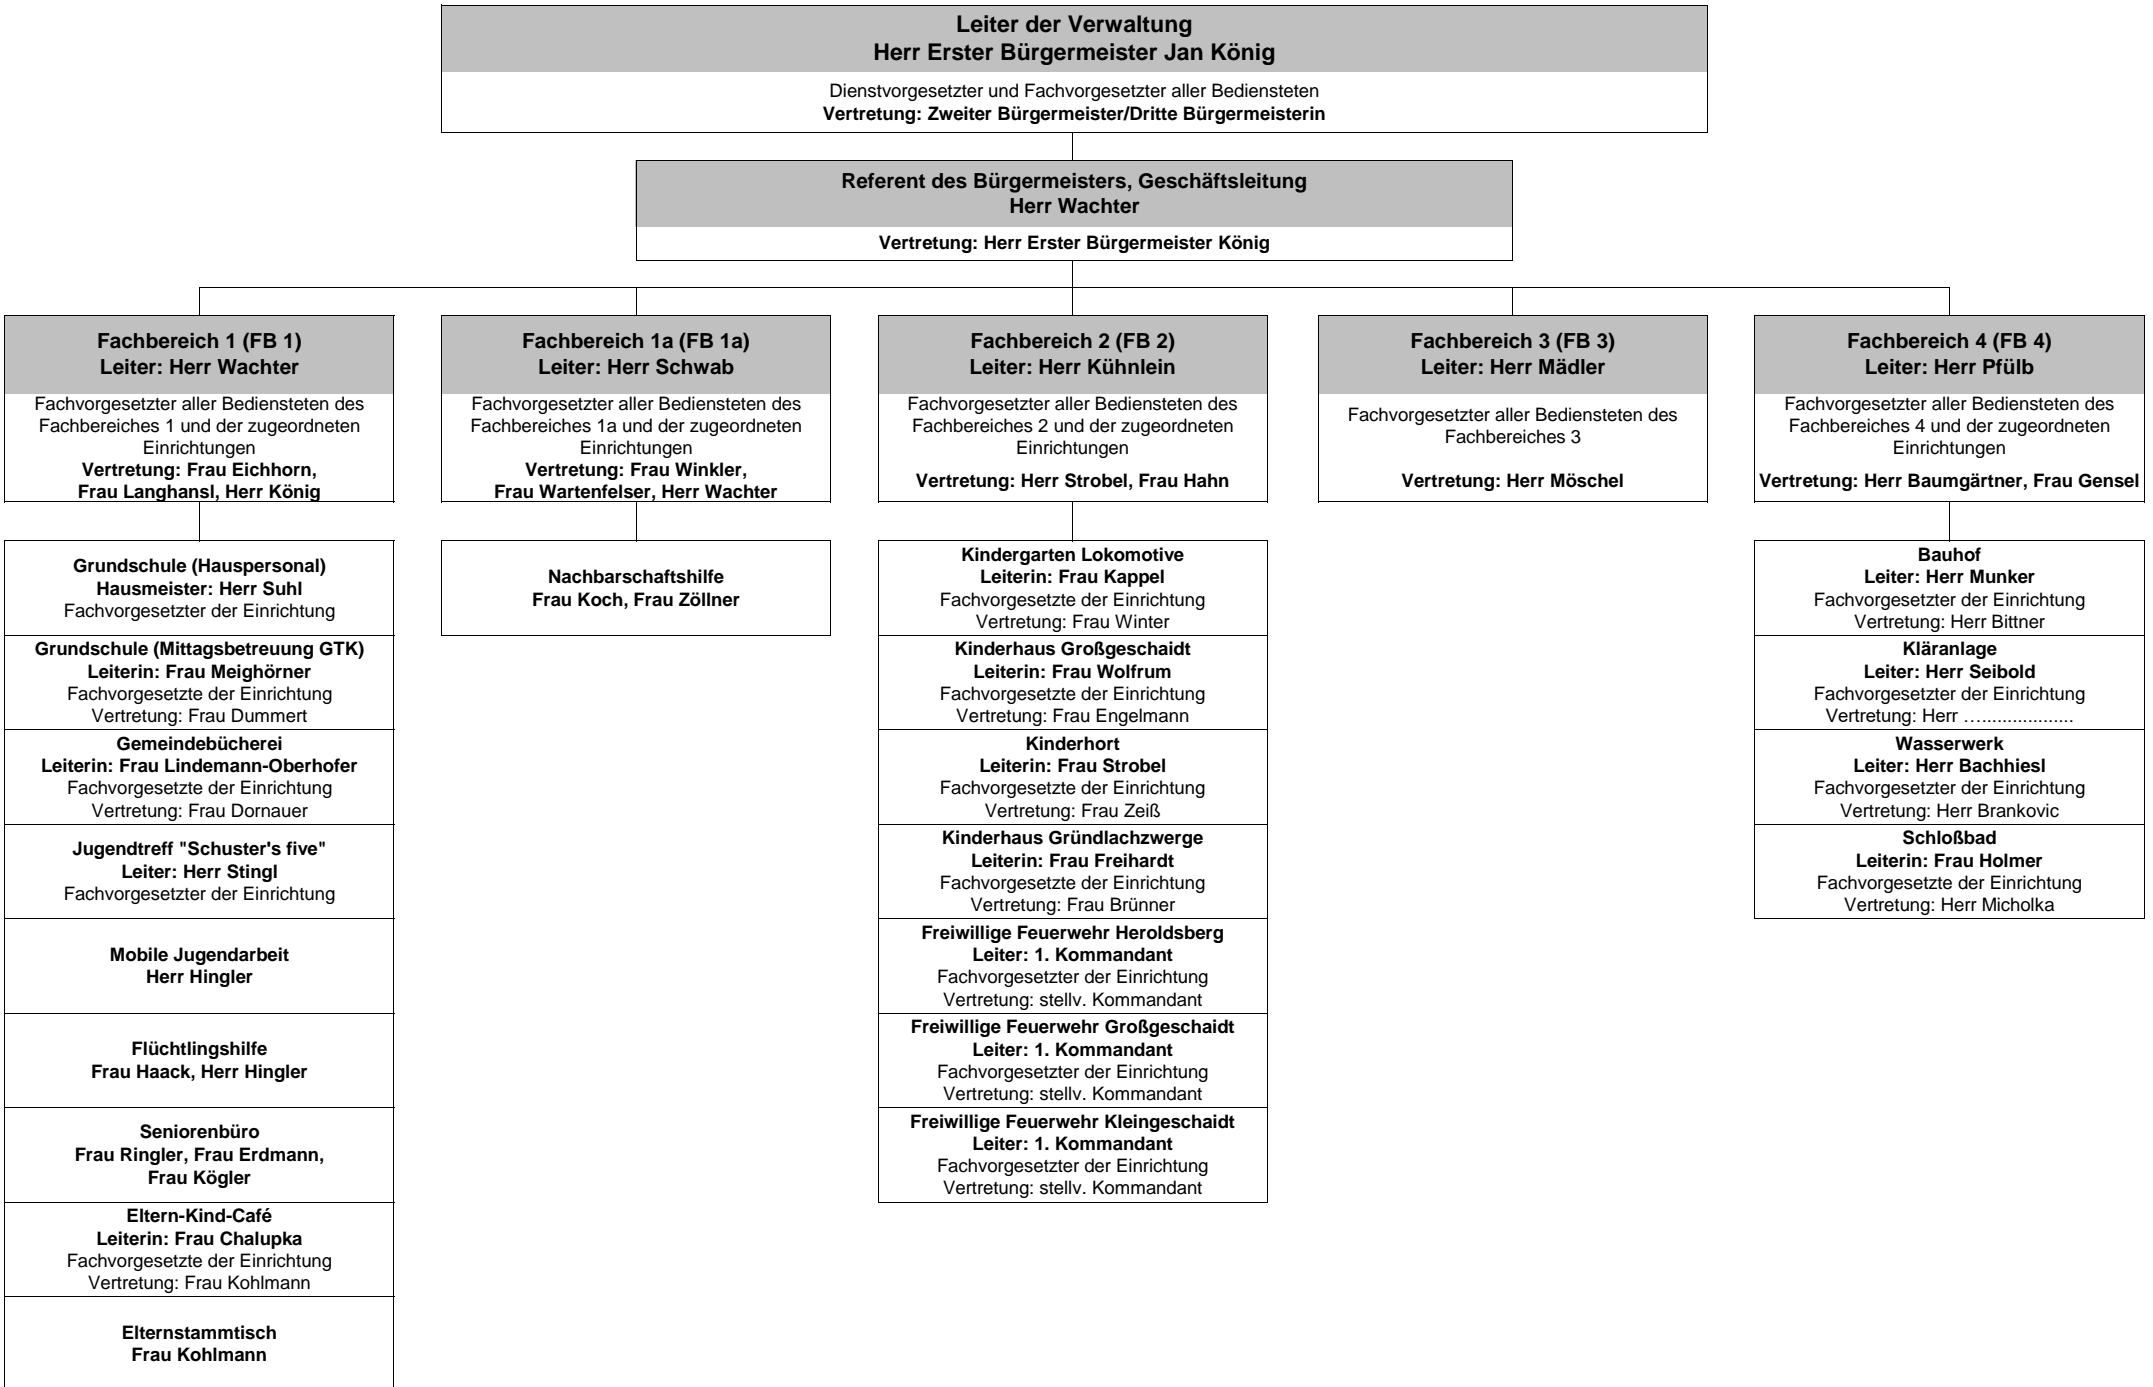 Leiter der Verwaltung
Herr Erster Bürgermeister Jan König
Dienstvorgesetzter und Fachvorgesetzter aller Bediensteten
Vertretung: Zweiter Bürgermeister/Dritte Bürgermeisterin
Referent des Bürgermeisters, Geschäftsleitung
Herr Wachter
Vertretung: Herr Erster Bürgermeister König
Fachbereich 1 (FB 1)
Leiter: Herr Wachter
Fachvorgesetzter aller Bediensteten des
Fachbereiches 1 und der zugeordneten
Einrichtungen
Vertretung: Frau Eichhorn,
Frau Langhansl, Herr König
Grundschule (Hauspersonal)
Hausmeister: Herr Suhl
Fachvorgesetzter der Einrichtung
Grundschule (Mittagsbetreuung GTK)
Leiterin: Frau Meighörner
Fachvorgesetzte der Einrichtung
Vertretung: Frau Dummert
Gemeindebücherei
Leiterin: Frau Lindemann-Oberhofer
Fachvorgesetzte der Einrichtung
Vertretung: Frau Dornauer
Jugendtreff "Schuster's five"
Leiter: Herr Stingl
Fachvorgesetzter der Einrichtung
Mobile Jugendarbeit
Herr Hingler
Flüchtlingshilfe
Frau Haack, Herr Hingler
Seniorenbüro
Frau Ringler, Frau Erdmann,
Frau Kögler
Eltern-Kind-Café
Leiterin: Frau Chalupka
Fachvorgesetzte der Einrichtung
Vertretung: Frau Kohlmann
Elternstammtisch
Frau Kohlmann
Fachbereich 1a (FB 1a)
Leiter: Herr Schwab
Fachvorgesetzter aller Bediensteten des
Fachbereiches 1a und der zugeordneten
Einrichtungen
Vertretung: Frau Winkler,
Frau Wartenfelser, Herr Wachter
Nachbarschaftshilfe
Frau Koch, Frau Zöllner
Fachbereich 2 (FB 2)
Leiter: Herr Kühnlein
Fachvorgesetzter aller Bediensteten des
Fachbereiches 2 und der zugeordneten
Einrichtungen
Vertretung: Herr Strobel, Frau Hahn
Kindergarten Lokomotive
Leiterin: Frau Kappel
Fachvorgesetzte der Einrichtung
Vertretung: Frau Winter
Kinderhaus Großgeschaidt
Leiterin: Frau Wolfrum
Fachvorgesetzte der Einrichtung
Vertretung: Frau Engelmann
Kinderhort
Leiterin: Frau Strobel
Fachvorgesetzte der Einrichtung
Vertretung: Frau Zeiß
Kinderhaus Gründlachzwerge
Leiterin: Frau Freihardt
Fachvorgesetzte der Einrichtung
Vertretung: Frau Brünner
Freiwillige Feuerwehr Heroldsberg
Leiter: 1. Kommandant
Fachvorgesetzter der Einrichtung
Vertretung: stellv. Kommandant
Freiwillige Feuerwehr Großgeschaidt
Leiter: 1. Kommandant
Fachvorgesetzter der Einrichtung
Vertretung: stellv. Kommandant
Freiwillige Feuerwehr Kleingeschaidt
Leiter: 1. Kommandant
Fachvorgesetzter der Einrichtung
Vertretung: stellv. Kommandant
Fachbereich 3 (FB 3)
Leiter: Herr Mädler
Fachvorgesetzter aller Bediensteten des
Fachbereiches 3
Vertretung: Herr Möschel
Fachbereich 4 (FB 4)
Leiter: Herr Pfülb
Fachvorgesetzter aller Bediensteten des
Fachbereiches 4 und der zugeordneten
Einrichtungen
Vertretung: Herr Baumgärtner, Frau Gensel
Bauhof
Leiter: Herr Munker
Fachvorgesetzter der Einrichtung
Vertretung: Herr Bittner
Kläranlage
Leiter: Herr Seibold
Fachvorgesetzter der Einrichtung
Vertretung: Herr …..................
Wasserwerk
Leiter: Herr Bachhiesl
Fachvorgesetzter der Einrichtung
Vertretung: Herr Brankovic
Schloßbad
Leiterin: Frau Holmer
Fachvorgesetzte der Einrichtung
Vertretung: Herr Micholka